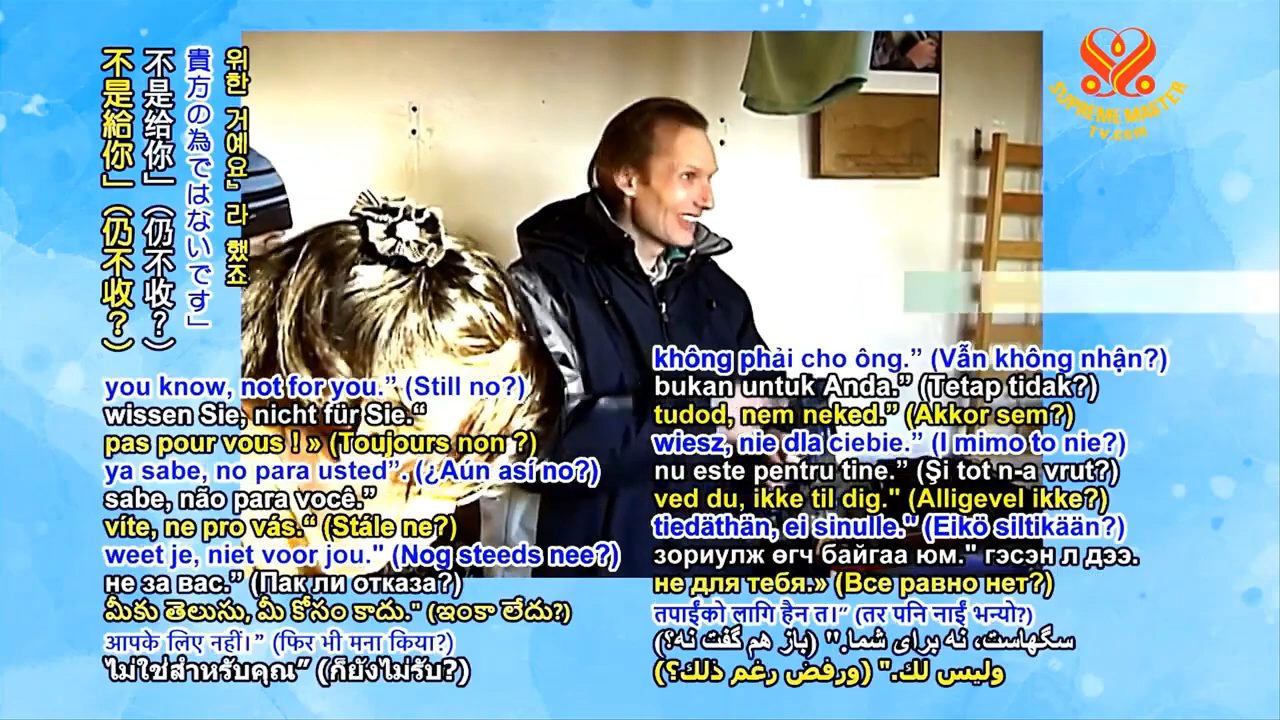 위한 거예요』라 했죠
貴方の為ではないです」
不是给你」（仍不收？）
不是給你」（仍不收？）
SUPREME MASTER
TV.com
you know, not for you.” (Still no?)
wissen Sie, nicht für Sie.“
pas pour vous ! » (Toujours non ?)
ya sabe, no para usted”. (¿Aún así no?)
sabe, não para você.”
víte, ne pro vás.“ (Stále ne?)
weet je, niet voor jou." (Nog steeds nee?)
не за вас.” (Пак ли отказа?)
మీకు తెలుసు, మీ కోసం కాదు." (ఇంకా లేదు?)
आपके लिए नहीं।” (फिर भी मना किया?)
ไม่ใช่สำหรับคุณ” (ก็ยังไม่รับ?)
không phải cho ông.” (Vẫn không nhận?)
bukan untuk Anda.” (Tetap tidak?)
tudod, nem neked.” (Akkor sem?)
wiesz, nie dla ciebie.” (I mimo to nie?)
nu este pentru tine.” (Şi tot n-a vrut?)
ved du, ikke til dig." (Alligevel ikke?)
tiedäthän, ei sinulle." (Eikö siltikään?)
зориулж өгч байгаа юм." гэсэн л дээ.
не для тебя.» (Все равно нет?)
तपाईंको लागि हैन त।” (तर पनि नाईं भन्यो?)
سگهاست، نه برای شما." (باز هم گفت نه؟)
وليس لك." (ورفض رغم ذلك؟)